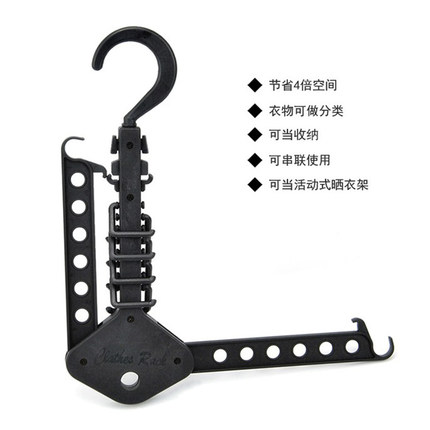 ◆ 节省4倍空间
◆ 衣物可做分类
◆ 可当收纳
◆ 可串联使用
◆ 可当活动式晒衣架
Clothes Rack